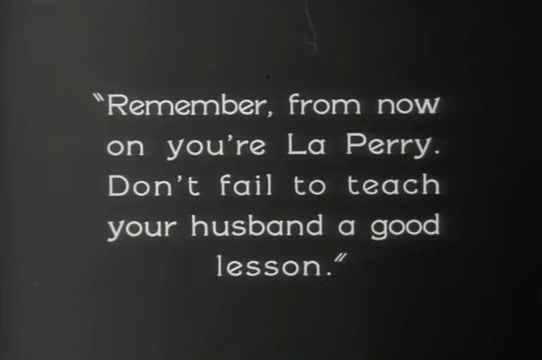 “Remember, from now
on you're La Perry.
Don't fail to teach
your husband a good
lesson.”